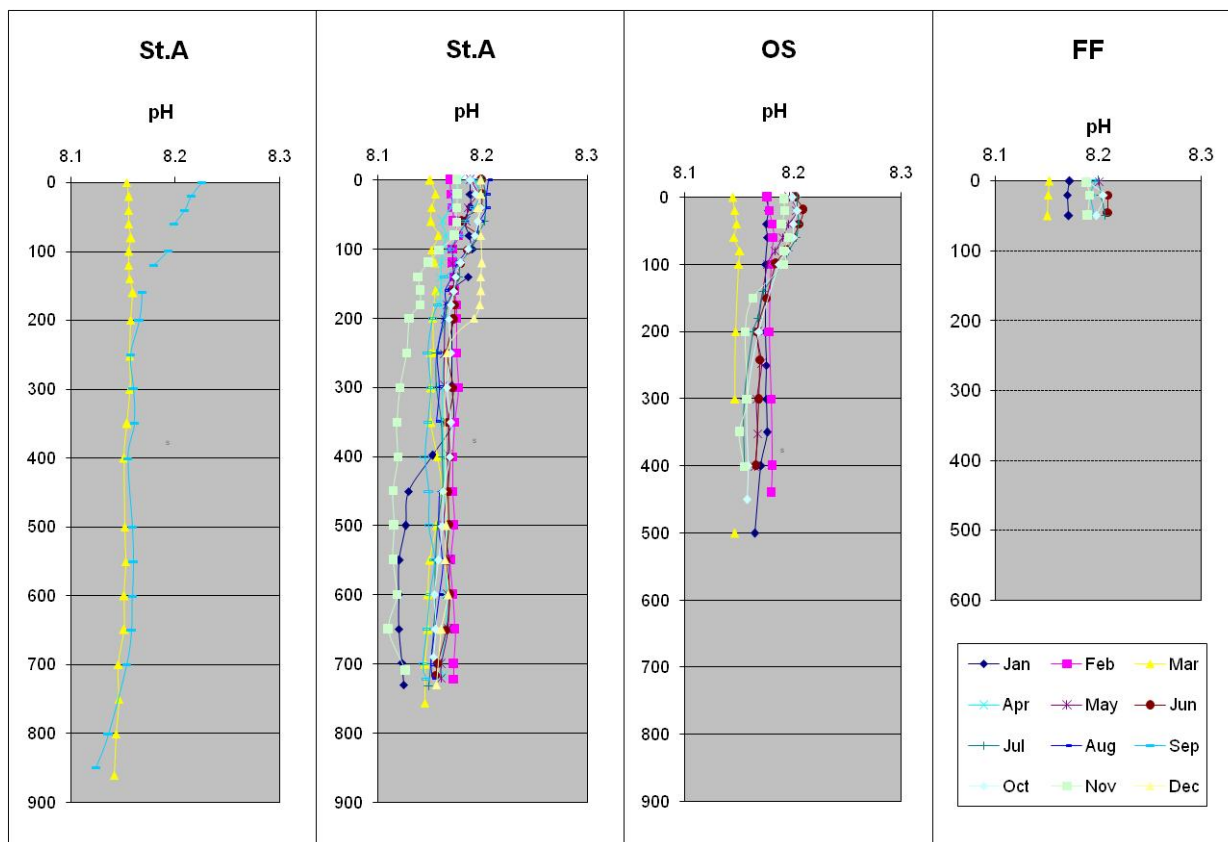 St.A
pH
8.1 8.2 8.3
0
100
200
300
400
500
600
700
800
900
s
St.A
pH
8.1 8.2 8.3
0
100
200
300
400
500
600
700
800
900
s
OS
pH
8.1 8.2 8.3
0
100
200
300
400
500
600
700
800
900
s
FF
pH
8.1 8.2 8.3
0
100
200
300
400
500
600
Jan Feb Mar
Apr May Jun
Jul Aug Sep
Oct Nov Dec